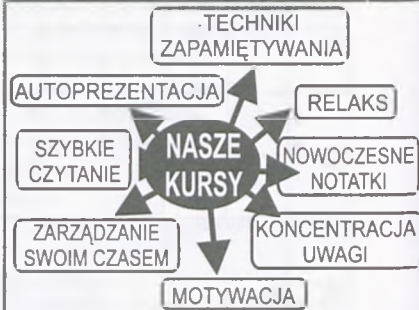 TECHNIKI
ZAPAMIĘTYWANIA
AUTOPREZENTACJA
RELAKS
SZYBKIE
CZYTANIE
NASZE
KURSY
NOWOCZESNE
NOTATKI
ZARZĄDZANIE
SWOIM CZASEM
KONCENTRACJA
UWAGI
MOTYWACJA